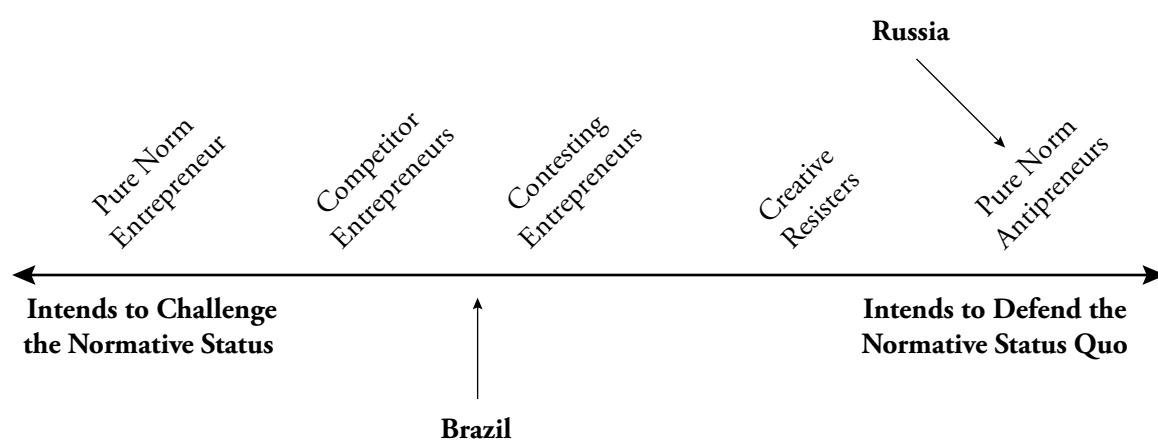 Russia
Pure Norm
Entrepreneur
Competitor
Entrepreneurs
Contesting
Entrepreneurs
Creative
Resisters
Pure Norm
Antipreneurs
Intends to Challenge
the Normative Status
Intends to Defend the
Normative Status Quo
Brazil